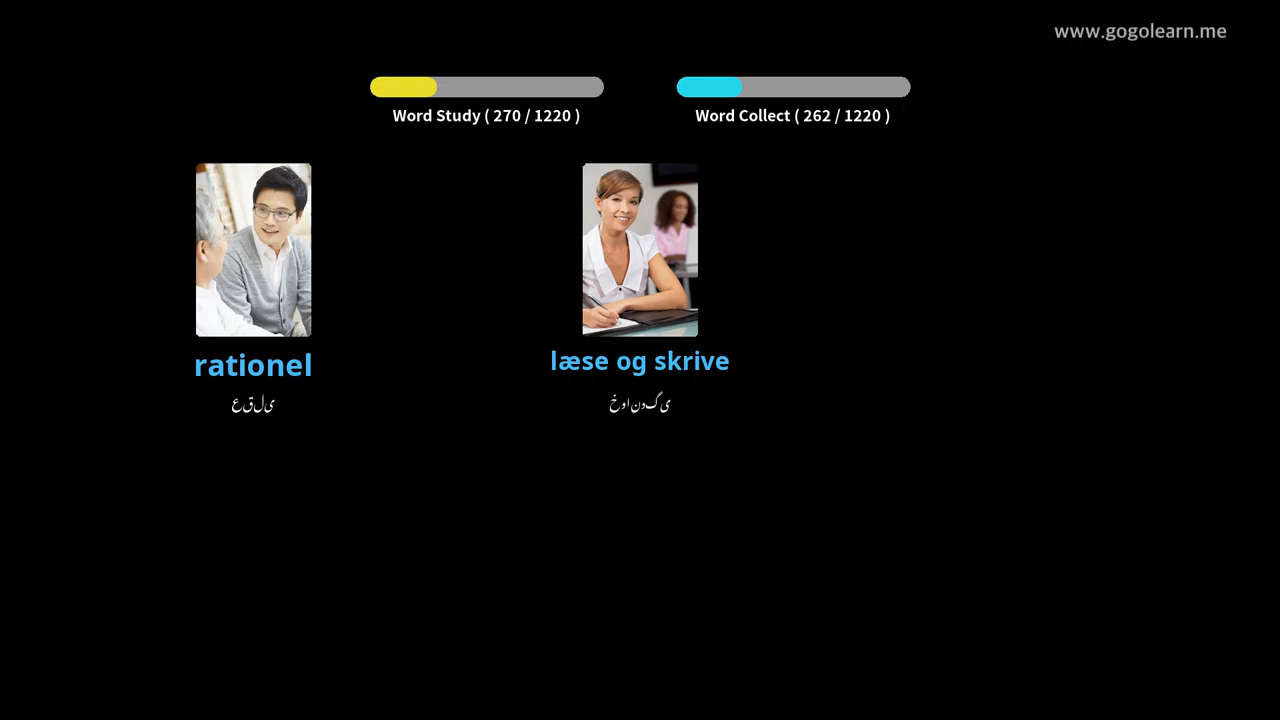 www.gogolearn.me
Word Study ( 270 / 1220 )
Word Collect ( 262 / 1220 )
rationel
عقلی
læse og skrive
خواندگی